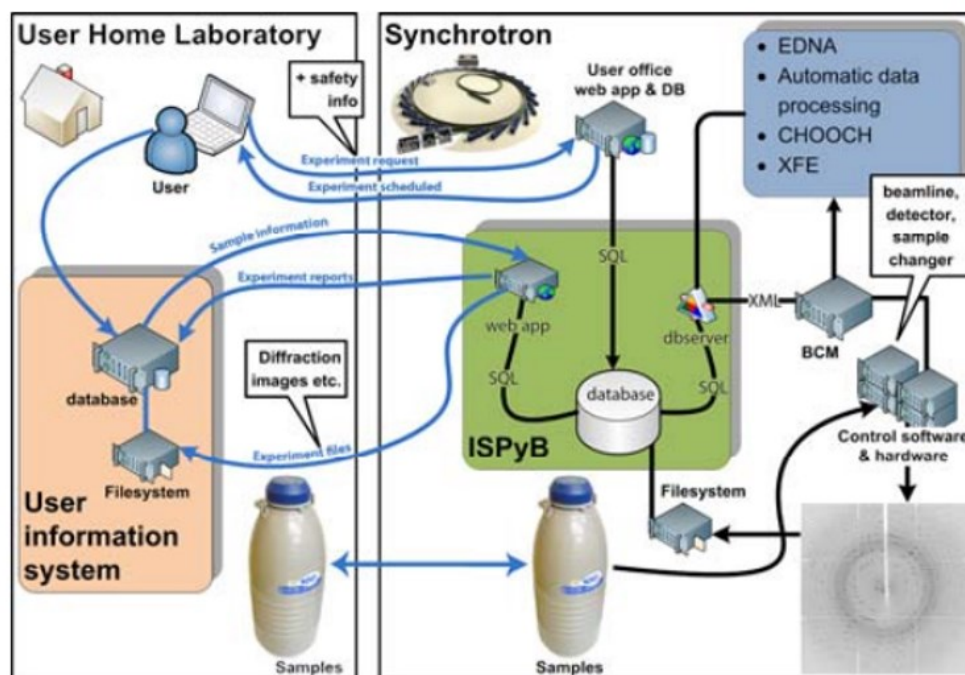 User Home Laboratory
+ safety
info
User
Experiment request
Experiment scheduled
Sample information
Experiment reports
database
Filesystem
User
information
system
Diffraction
images etc.
Experiment files
Samples
Synchrotron
User office
web app & DB
EDNA
Automatic data
processing
CHOOCH
XFE
beamline,
detector,
sample
changer
SQL
web app
SQL
dbserver
SQL
XML
BCM
database
ISPyB
Control software
& hardware
Filesystem
Samples